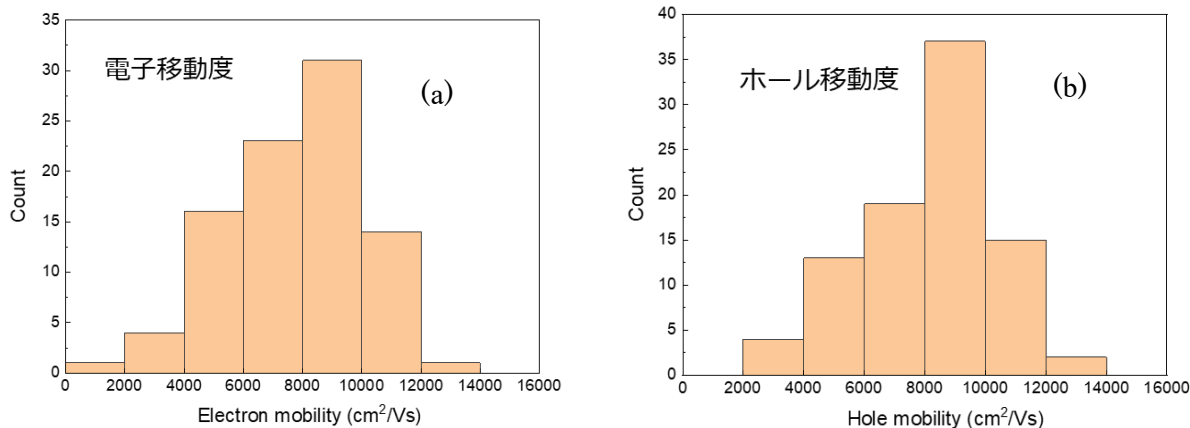 35
30
25
20
15
10
5
0
Count
電子移動度
(a)
0 2000 4000 6000 8000 10000 12000 14000 16000
Electron mobility (cm²/Vs)
40
35
30
25
20
15
10
5
0
Count
ホール移動度
(b)
0 2000 4000 6000 8000 10000 12000 14000 16000
Hole mobility (cm²/Vs)